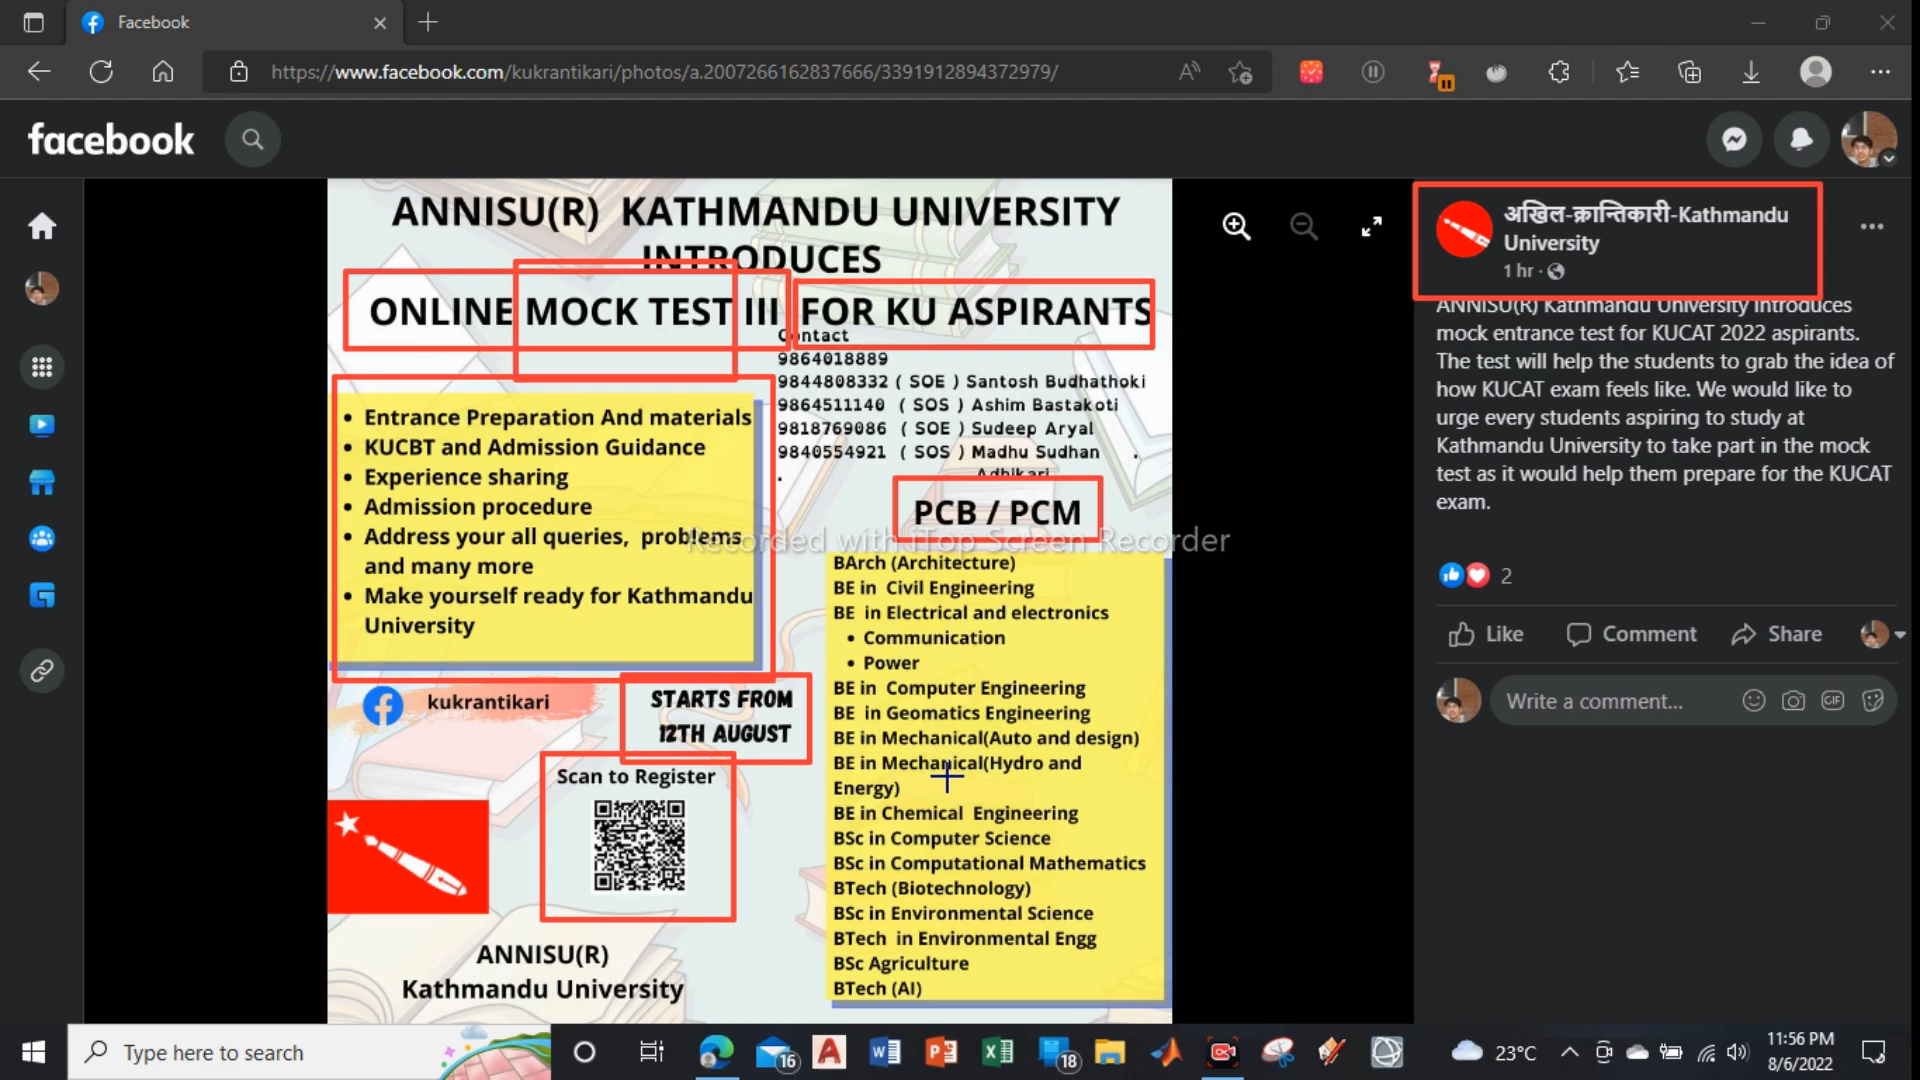 Facebook
https://www.facebook.com/kukrantikari/photos/a.2007266162837666/3391912894372979/
facebook
ANNISU(R) KATHMANDU UNIVERSITY
INTRODUCES
ONLINE MOCK TEST III FOR KU ASPIRANTS
Contact
9864018889
9844808332 ( SOE ) Santosh Budhathoki
9864511140 ( SOS ) Ashim Bastakoti
9818769086 ( SOE ) Sudeep Aryal
9840554921 ( SOS ) Madhu Sudhan .
. Adhikari
• Entrance Preparation And materials
• KUCBT and Admission Guidance
• Experience sharing
• Admission procedure
• Address your all queries, problems
and many more
• Make yourself ready for Kathmandu
University
kukrantikari
STARTS FROM
12TH AUGUST
Scan to Register
ANNISU(R)
Kathmandu University
PCB / PCM
Recorded with iTop Screen Recorder
BArch (Architecture)
BE in Civil Engineering
BE in Electrical and electronics
• Communication
• Power
BE in Computer Engineering
BE in Geomatics Engineering
BE in Mechanical(Auto and design)
BE in Mechanical(Hydro and
Energy)
BE in Chemical Engineering
BSc in Computer Science
BSc in Computational Mathematics
BTech (Biotechnology)
BSc in Environmental Science
BTech in Environmental Engg
BSc Agriculture
BTech (AI)
अखिल-क्रान्तिकारी-Kathmandu
University
1 hr ·
ANNISU(R) Kathmandu University introduces
mock entrance test for KUCAT 2022 aspirants.
The test will help the students to grab the idea of
how KUCAT exam feels like. We would like to
urge every students aspiring to study at
Kathmandu University to take part in the mock
test as it would help them prepare for the KUCAT
exam.
2
Like Comment Share
Write a comment... GIF
Type here to search
16
18
23°C
11:56 PM
8/6/2022